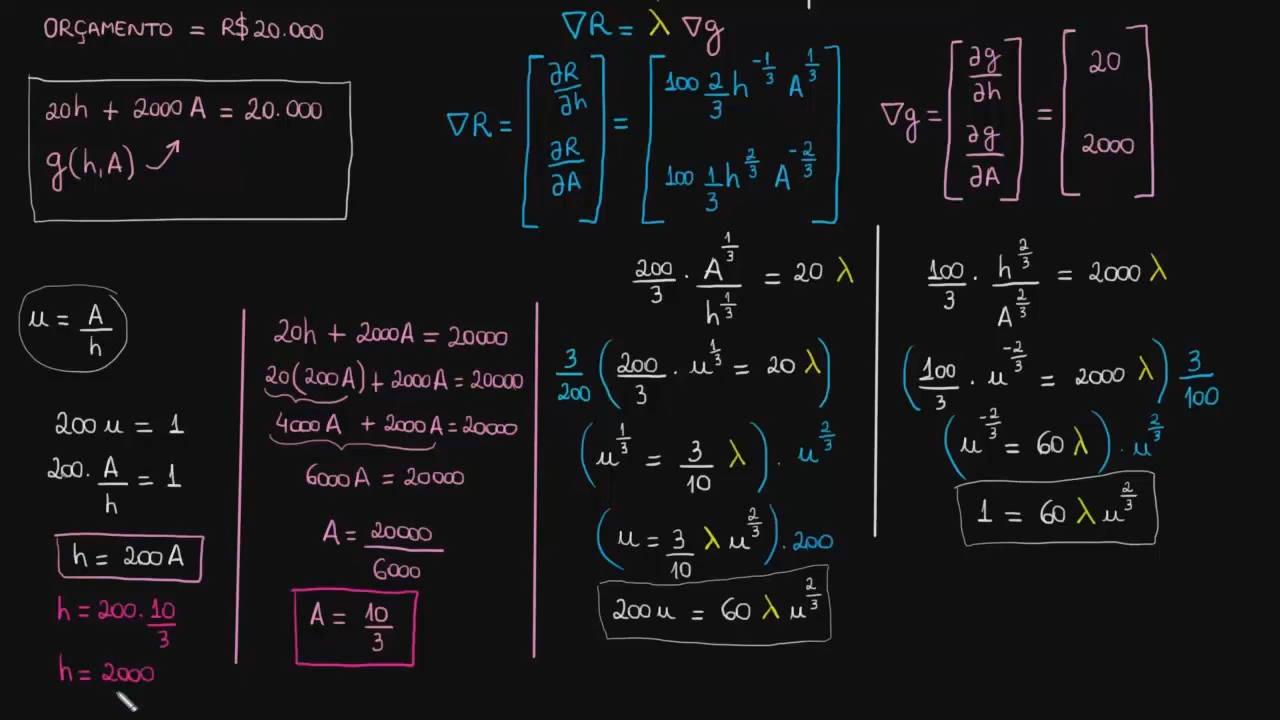 ORÇAMENTO = R$20.000
20h + 2000A = 20.000
g(h,A)
∇R = λ ∇g
∇R = [∂R/∂h ∂R/∂A] = [100 2/3 h^-1/3 A^1/3 100 1/3 h^2/3 A^-2/3]
∇g = [∂g/∂h ∂g/∂A] = [20 2000]
u = A/h
200u = 1
200. A/h = 1
h = 200A
h = 200. 10/3
h = 2000
20h + 2000A = 20000
20(200A) + 2000A = 20000
4000A + 2000A = 20000
6000A = 20000
A = 20000/6000
A = 10/3
200/3 . A^1/3/h^1/3 = 20 λ
3/200 (200/3 . u^1/3 = 20 λ)
(u^1/3 = 3/10 λ) . u^2/3
(u = 3/10 λ u^2/3) . 200
200u = 60 λ u^2/3
100/3 . h^2/3/A^2/3 = 2000 λ
(100/3 . u^-2/3 = 2000 λ) 3/100
(u^-2/3 = 60 λ) . u^2/3
1 = 60 λ u^2/3